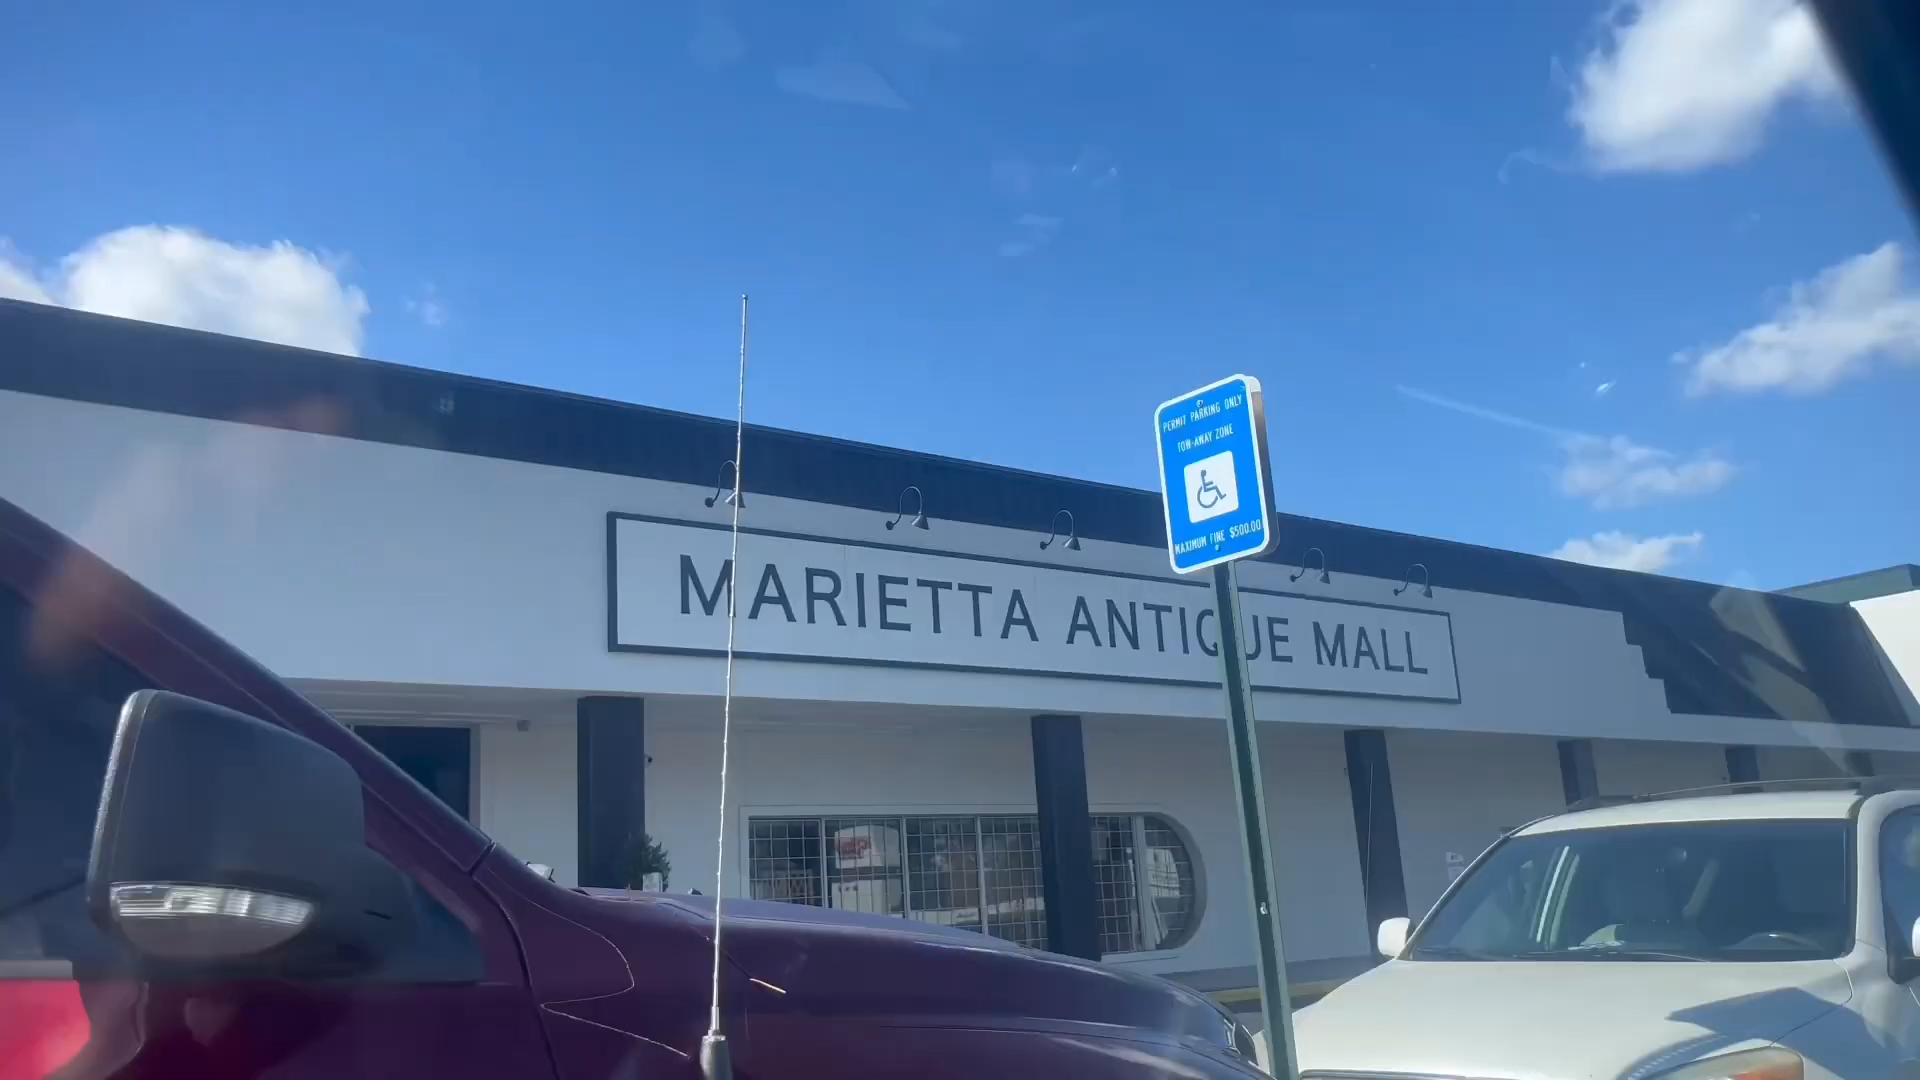 PERMIT PARKING ONLY
TOW-AWAY ZONE
MAXIMUM FINE $500.00
MARIETTA ANTIQUE MALL